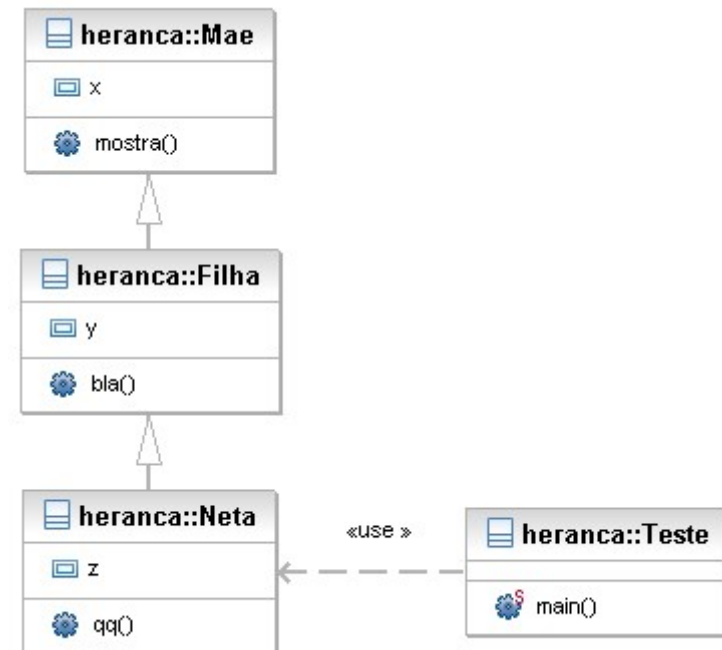 heranca::Mae
x
mostra()
heranca::Filha
y
bla()
heranca::Neta
z
qq()
«use »
heranca::Teste
S
main()